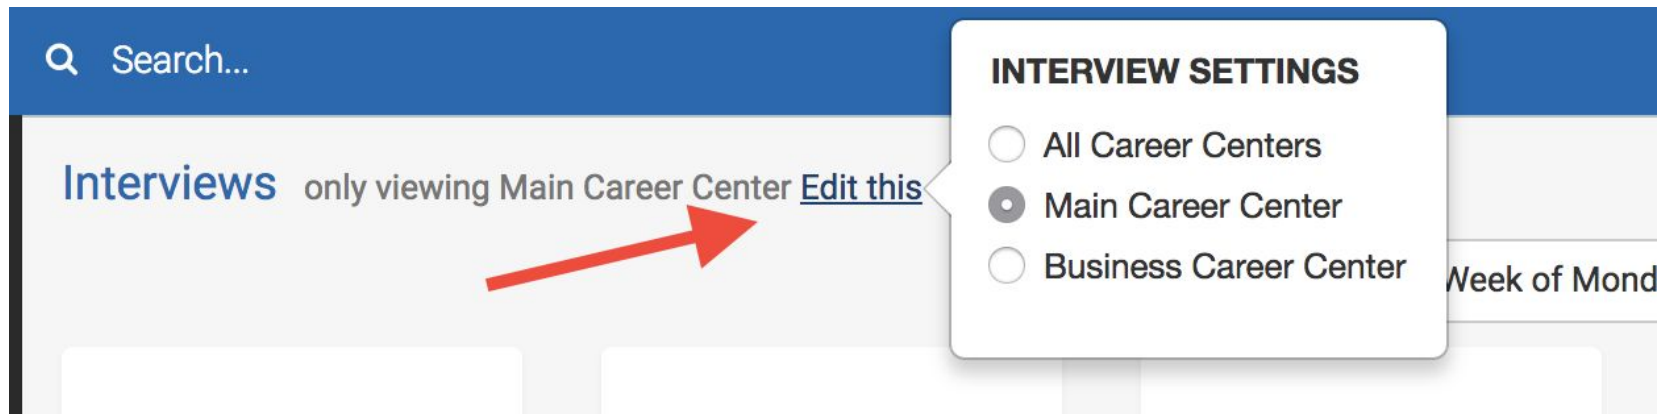 Search...
INTERVIEW SETTINGS
All Career Centers
Interviews only viewing Main Career Center Edit this
Main Career Center
Business Career Center
Week of Mond